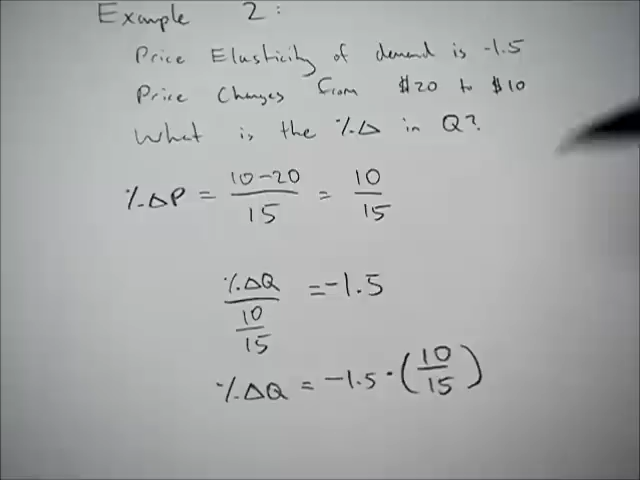 Example 2:
Price Elasticity of demand is -1.5
Price Changes from $20 to $10
What is the %Δ in Q?
%ΔP = 10-20/15 = 10/15
%ΔQ/(10/15) = -1.5
%ΔQ = -1.5 · (10/15)